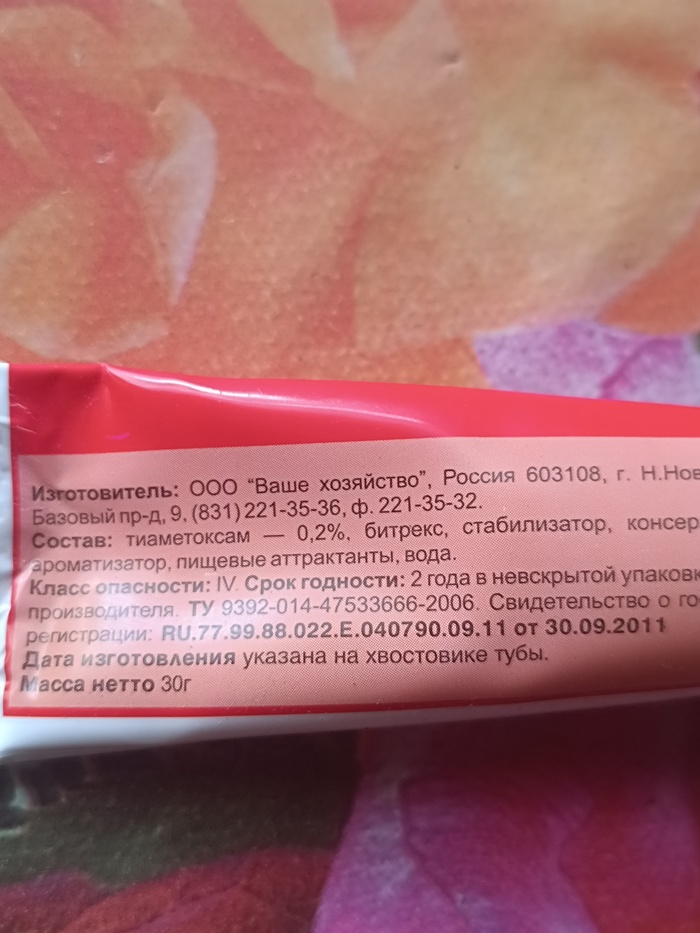 Изготовитель: ООО “Ваше хозяйство”, Россия 603108, г. Н.Нов
Базовый пр-д, 9, (831) 221-35-36, ф. 221-35-32.
Состав: тиаметоксам — 0,2%, битрекс, стабилизатор, консер
ароматизатор, пищевые аттрактанты, вода.
Класс опасности: IV. Срок годности: 2 года в невскрытой упаковк
производителя. ТУ 9392-014-47533666-2006. Свидетельство о го
регистрации: RU.77.99.88.022.Е.040790.09.11 от 30.09.2011
Дата изготовления указана на хвостовике тубы.
Масса нетто 30г